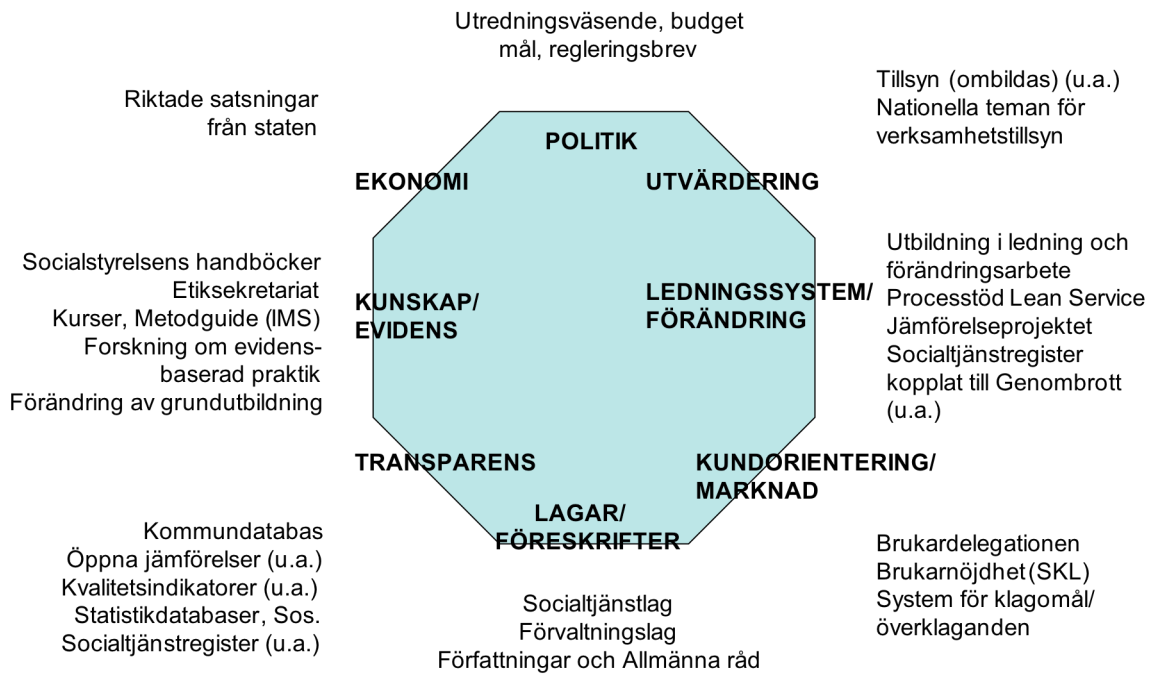 Utredningsväsende, budget
mål, regleringsbrev
Riktade satsningar
från staten
Tillsyn (ombildas) (u.a.)
Nationella teman för
verksamhetstillsyn
POLITIK
EKONOMI
UTVÄRDERING
Socialstyrelsens handböcker
Etiksekretariat
Kurser, Metodguide (IMS)
Forskning om evidens-
baserad praktik
Förändring av grundutbildning
KUNSKAP/
EVIDENS
LEDNINGSSYSTEM/
FÖRÄNDRING
Utbildning i ledning och
förändringsarbete
Processtöd Lean Service
Jämförelseprojektet
Socialtjänstregister
kopplat till Genombrott
(u.a.)
TRANSPARENS
KUNDORIENTERING/
MARKNAD
LAGAR/
FÖRESKRIFTER
Kommundatabas
Öppna jämförelser (u.a.)
Kvalitetsindikatorer (u.a.)
Statistikdatabaser, Sos.
Socialtjänstregister (u.a.)
Socialtjänstlag
Förvaltningslag
Författningar och Allmänna råd
Brukardelegationen
Brukarnöjdhet (SKL)
System för klagomål/
överklaganden